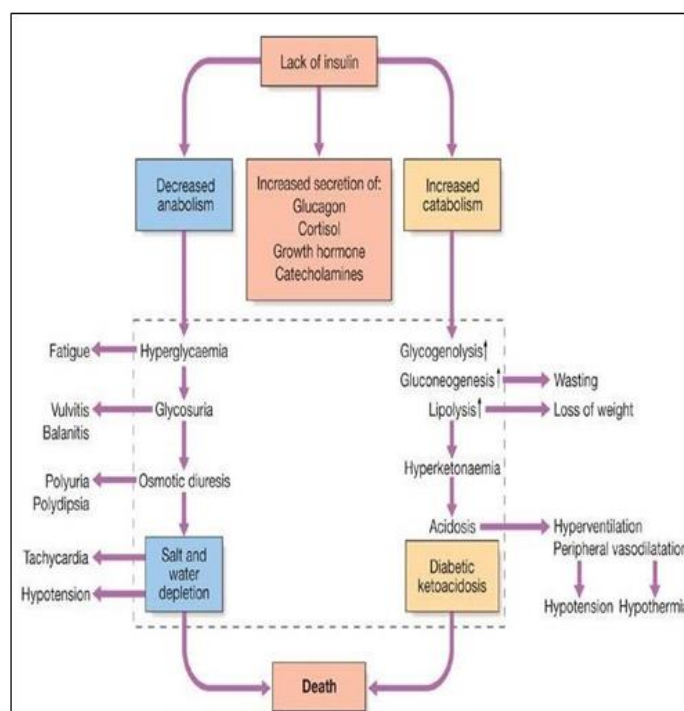 Lack of insulin
Decreased
anabolism
Increased secretion of:
Glucagon
Cortisol
Growth hormone
Catecholamines
Increased
catabolism
Fatigue
Hyperglycaemia
Glycogenolysis↑
Gluconeogenesis↑
Wasting
Vulvitis
Balanitis
Glycosuria
Lipolysis↑
Loss of weight
Hyperketonaemia
Polyuria
Polydipsia
Osmotic diuresis
Acidosis
Hyperventilation
Peripheral vasodilatation
Tachycardia
Hypotension
Salt and
water
depletion
Diabetic
ketoacidosis
Hypotension
Hypothermia
Death